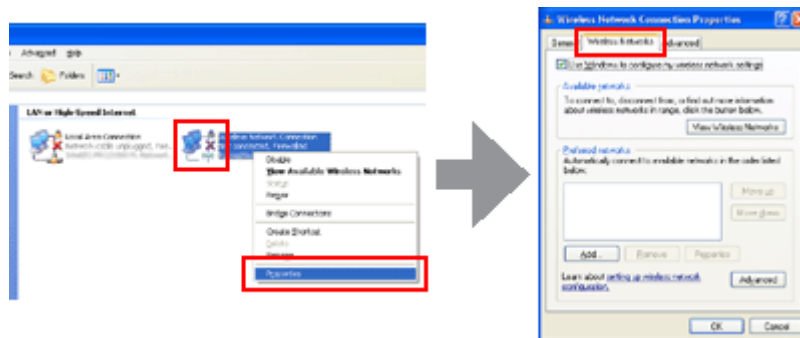 Advanced Help
Search Folders
LAN or High-Speed Internet
Local Area Connection
Network cable unplugged, Fire...
Wireless Network Connection
Not connected, Firewalled
Disable
View Available Wireless Networks
Status
Repair
Bridge Connections
Create Shortcut
Delete
Rename
Properties
Wireless Network Connection Properties
General Wireless Networks Advanced
Use Windows to configure my wireless network settings
Available networks
To connect to, disconnect from, or find out more information
about wireless networks in range, click the button below.
View Wireless Networks
Preferred networks
Automatically connect to available networks in the order listed
below:
Move up
Move down
Add... Remove Properties
Learn about setting up wireless network
configuration.
Advanced
OK Cancel